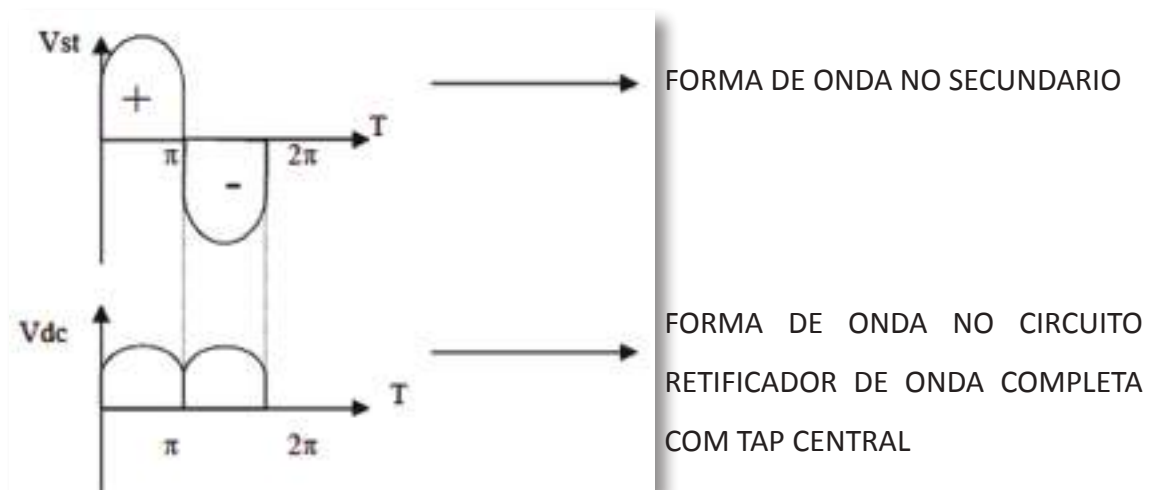 Vst
+
T
π
2π
-
FORMA DE ONDA NO SECUNDARIO
Vdc
T
π
2π
FORMA DE ONDA NO CIRCUITO
RETIFICADOR DE ONDA COMPLETA
COM TAP CENTRAL